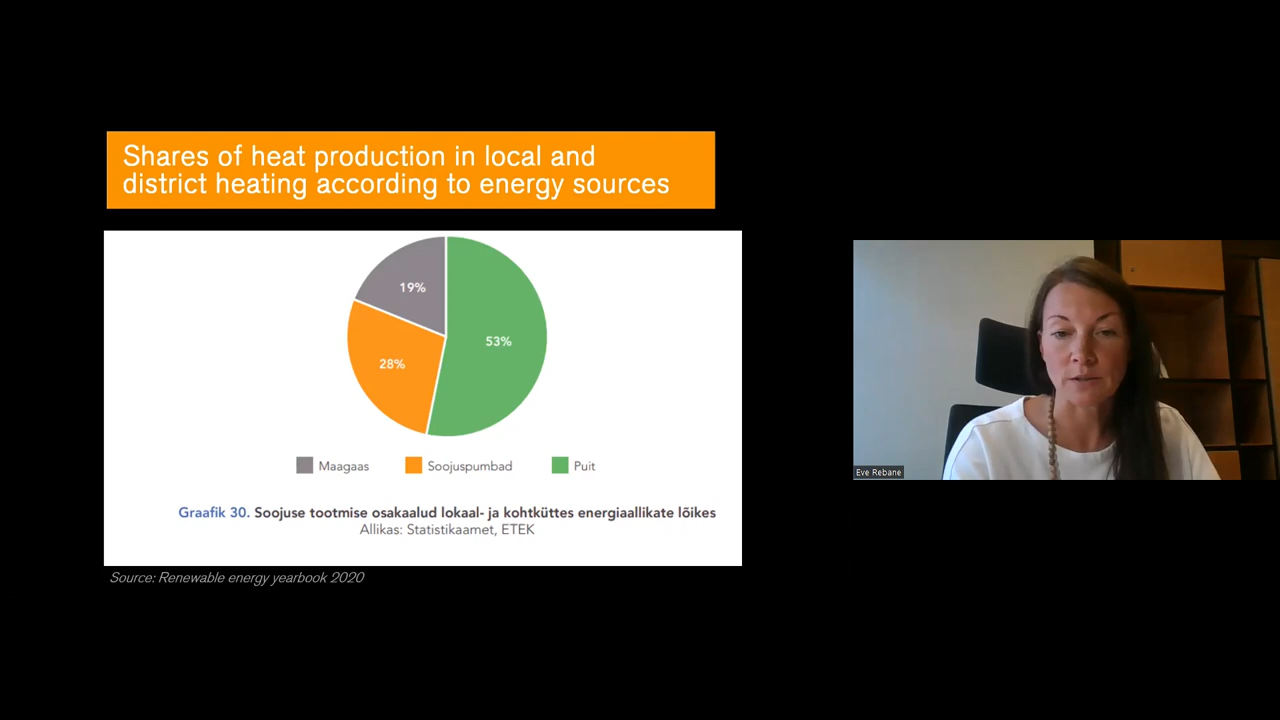 Shares of heat production in local and
district heating according to energy sources
19%
53%
28%
Maagaas
Soojuspumbad
Puit
Graafik 30. Soojuse tootmise osakaalud lokaal- ja kohtküttes energiaallikate lõikes
Allikas: Statistikaamet, ETEK
Source: Renewable energy yearbook 2020
Eve Rebane